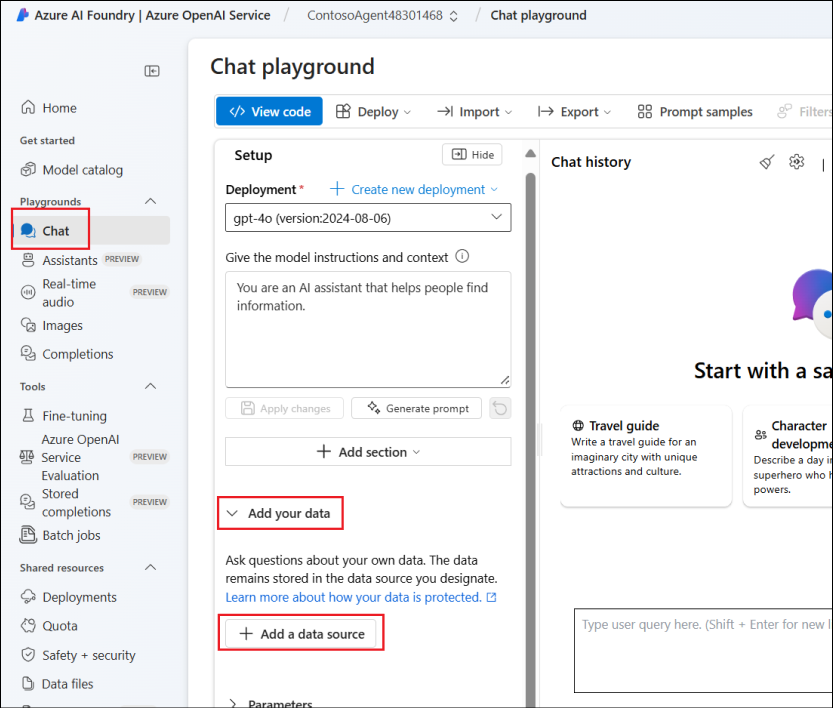 Azure AI Foundry | Azure OpenAI Service / ContosoAgent48301468 / Chat playground
Home
Get started
Model catalog
Playgrounds
Chat
Assistants PREVIEW
Real-time
audio
PREVIEW
Images
Completions
Tools
Fine-tuning
Azure OpenAI
Service
Evaluation
PREVIEW
Stored
completions
PREVIEW
Batch jobs
Shared resources
Deployments
Quota
Safety + security
Data files
Chat playground
View code
Deploy
Import
Export
Prompt samples
Filters
Setup
Hide
Deployment *
Create new deployment
gpt-4o (version:2024-08-06)
Give the model instructions and context
You are an AI assistant that helps people find
information.
Apply changes
Generate prompt
Add section
Add your data
Ask questions about your own data. The data
remains stored in the data source you designate.
Learn more about how your data is protected.
Add a data source
Parameters
Chat history
Start with a sa
Travel guide
Write a travel guide for an
imaginary city with unique
attractions and culture.
Character
developme
Describe a day in
superhero who h
powers.
Type user query here. (Shift + Enter for new l